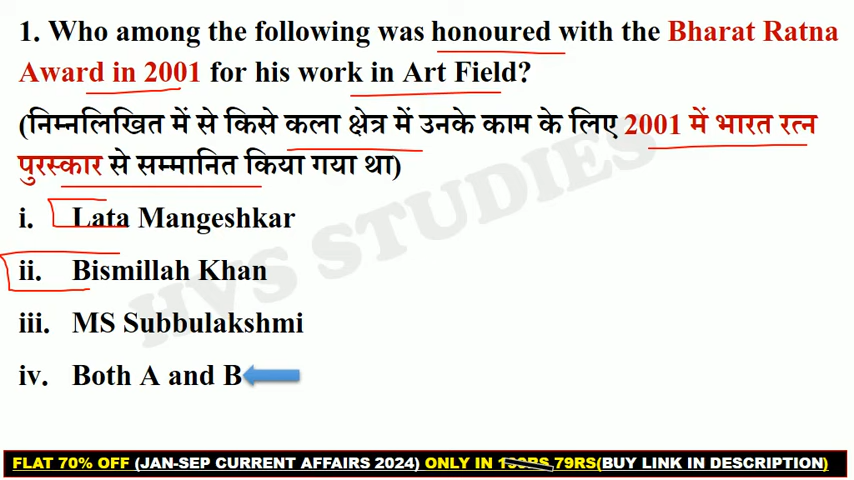 1. Who among the following was honoured with the Bharat Ratna
Award in 2001 for his work in Art Field?
(निम्नलिखित में से किसे कला क्षेत्र में उनके काम के लिए 2001 में भारत रत्न
पुरस्कार से सम्मानित किया गया था)
i. Lata Mangeshkar
ii. Bismillah Khan
iii. MS Subbulakshmi
iv. Both A and B
HVS STUDIES
FLAT 70% OFF (JAN-SEP CURRENT AFFAIRS 2024) ONLY IN 79RS(BUY LINK IN DESCRIPTION)